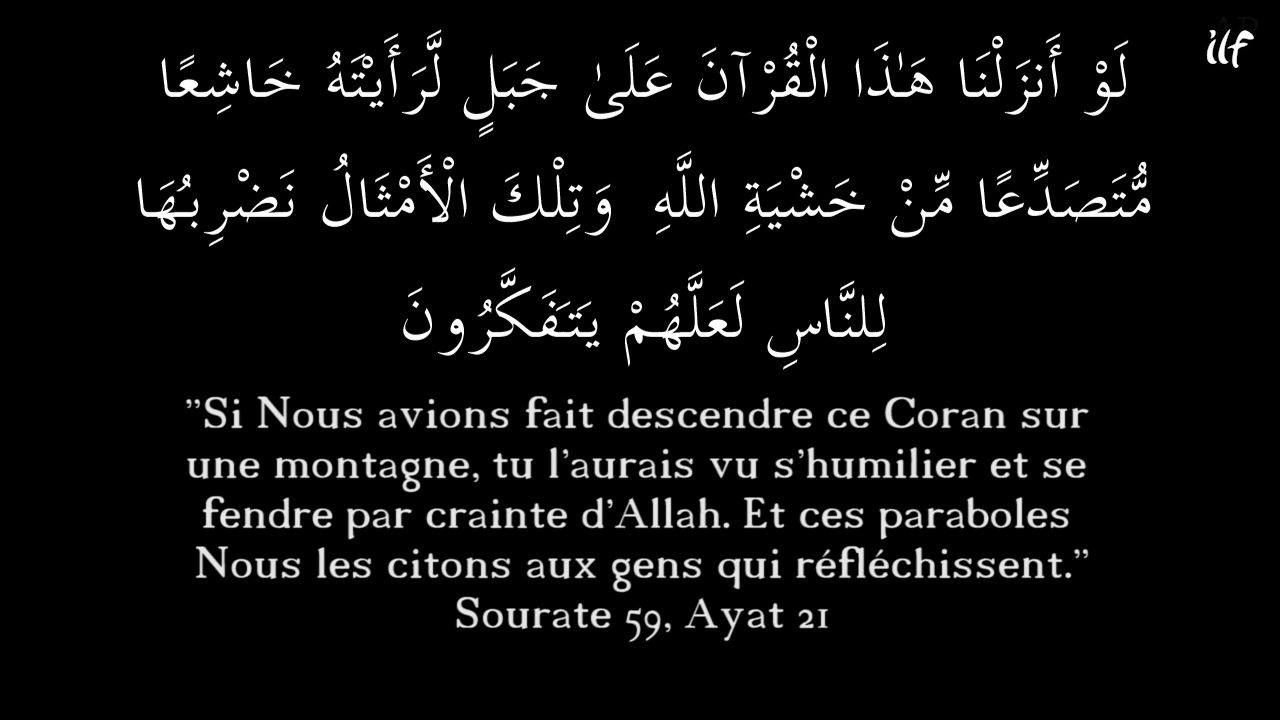 ilf
لَوْ أَنزَلْنَا هَـٰذَا الْقُرْآنَ عَلَىٰ جَبَلٍ لَّرَأَيْتَهُ خَاشِعًا
مُّتَصَدِّعًا مِّنْ خَشْيَةِ اللَّهِ وَتِلْكَ الْأَمْثَالُ نَضْرِبُهَا
لِلنَّاسِ لَعَلَّهُمْ يَتَفَكَّرُونَ
”Si Nous avions fait descendre ce Coran sur
une montagne, tu l’aurais vu s’humilier et se
fendre par crainte d’Allah. Et ces paraboles
Nous les citons aux gens qui réfléchissent.”
Sourate 59, Ayat 21